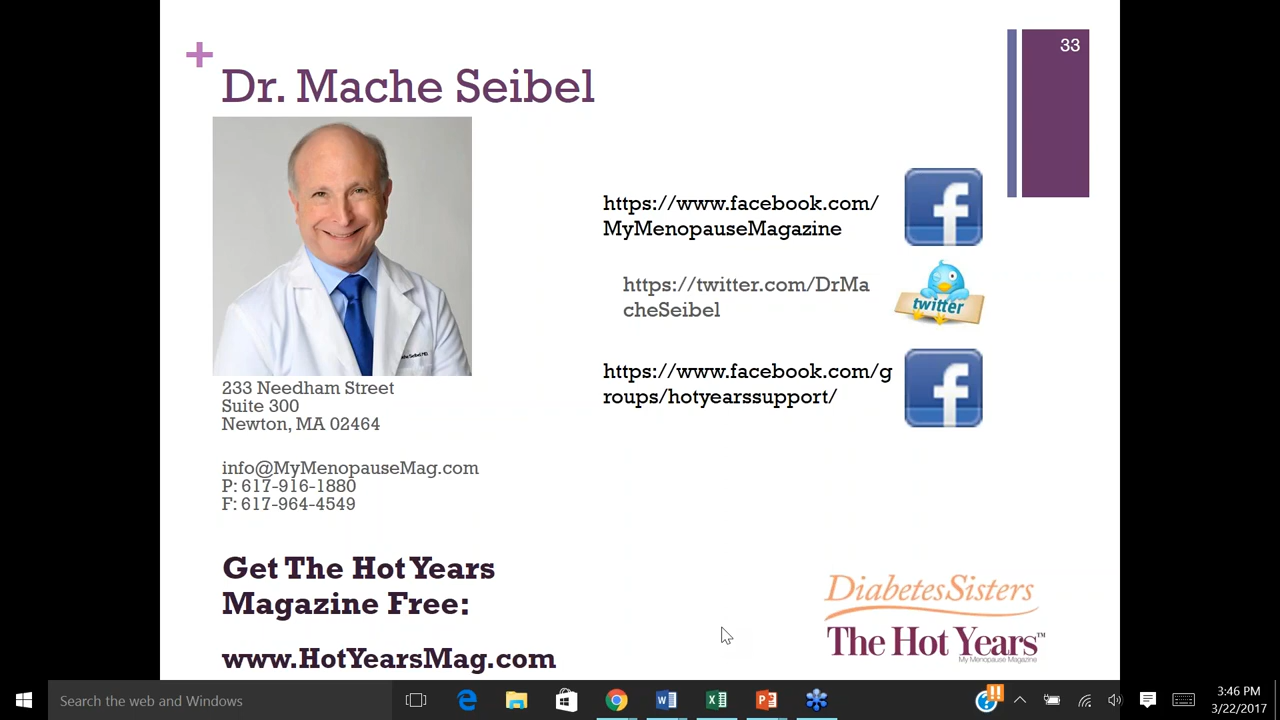 +
33
Dr. Mache Seibel
https://www.facebook.com/
MyMenopauseMagazine
https://twitter.com/DrMa
cheSeibel
twitter
https://www.facebook.com/g
roups/hotyearssupport/
Seibel, MD
233 Needham Street
Suite 300
Newton, MA 02464
info@MyMenopauseMag.com
P: 617-916-1880
F: 617-964-4549
Get The Hot Years
Magazine Free:
www.HotYearsMag.com
DiabetesSisters
The Hot Years™
My Menopause Magazine
Search the web and Windows
3:46 PM
3/22/2017